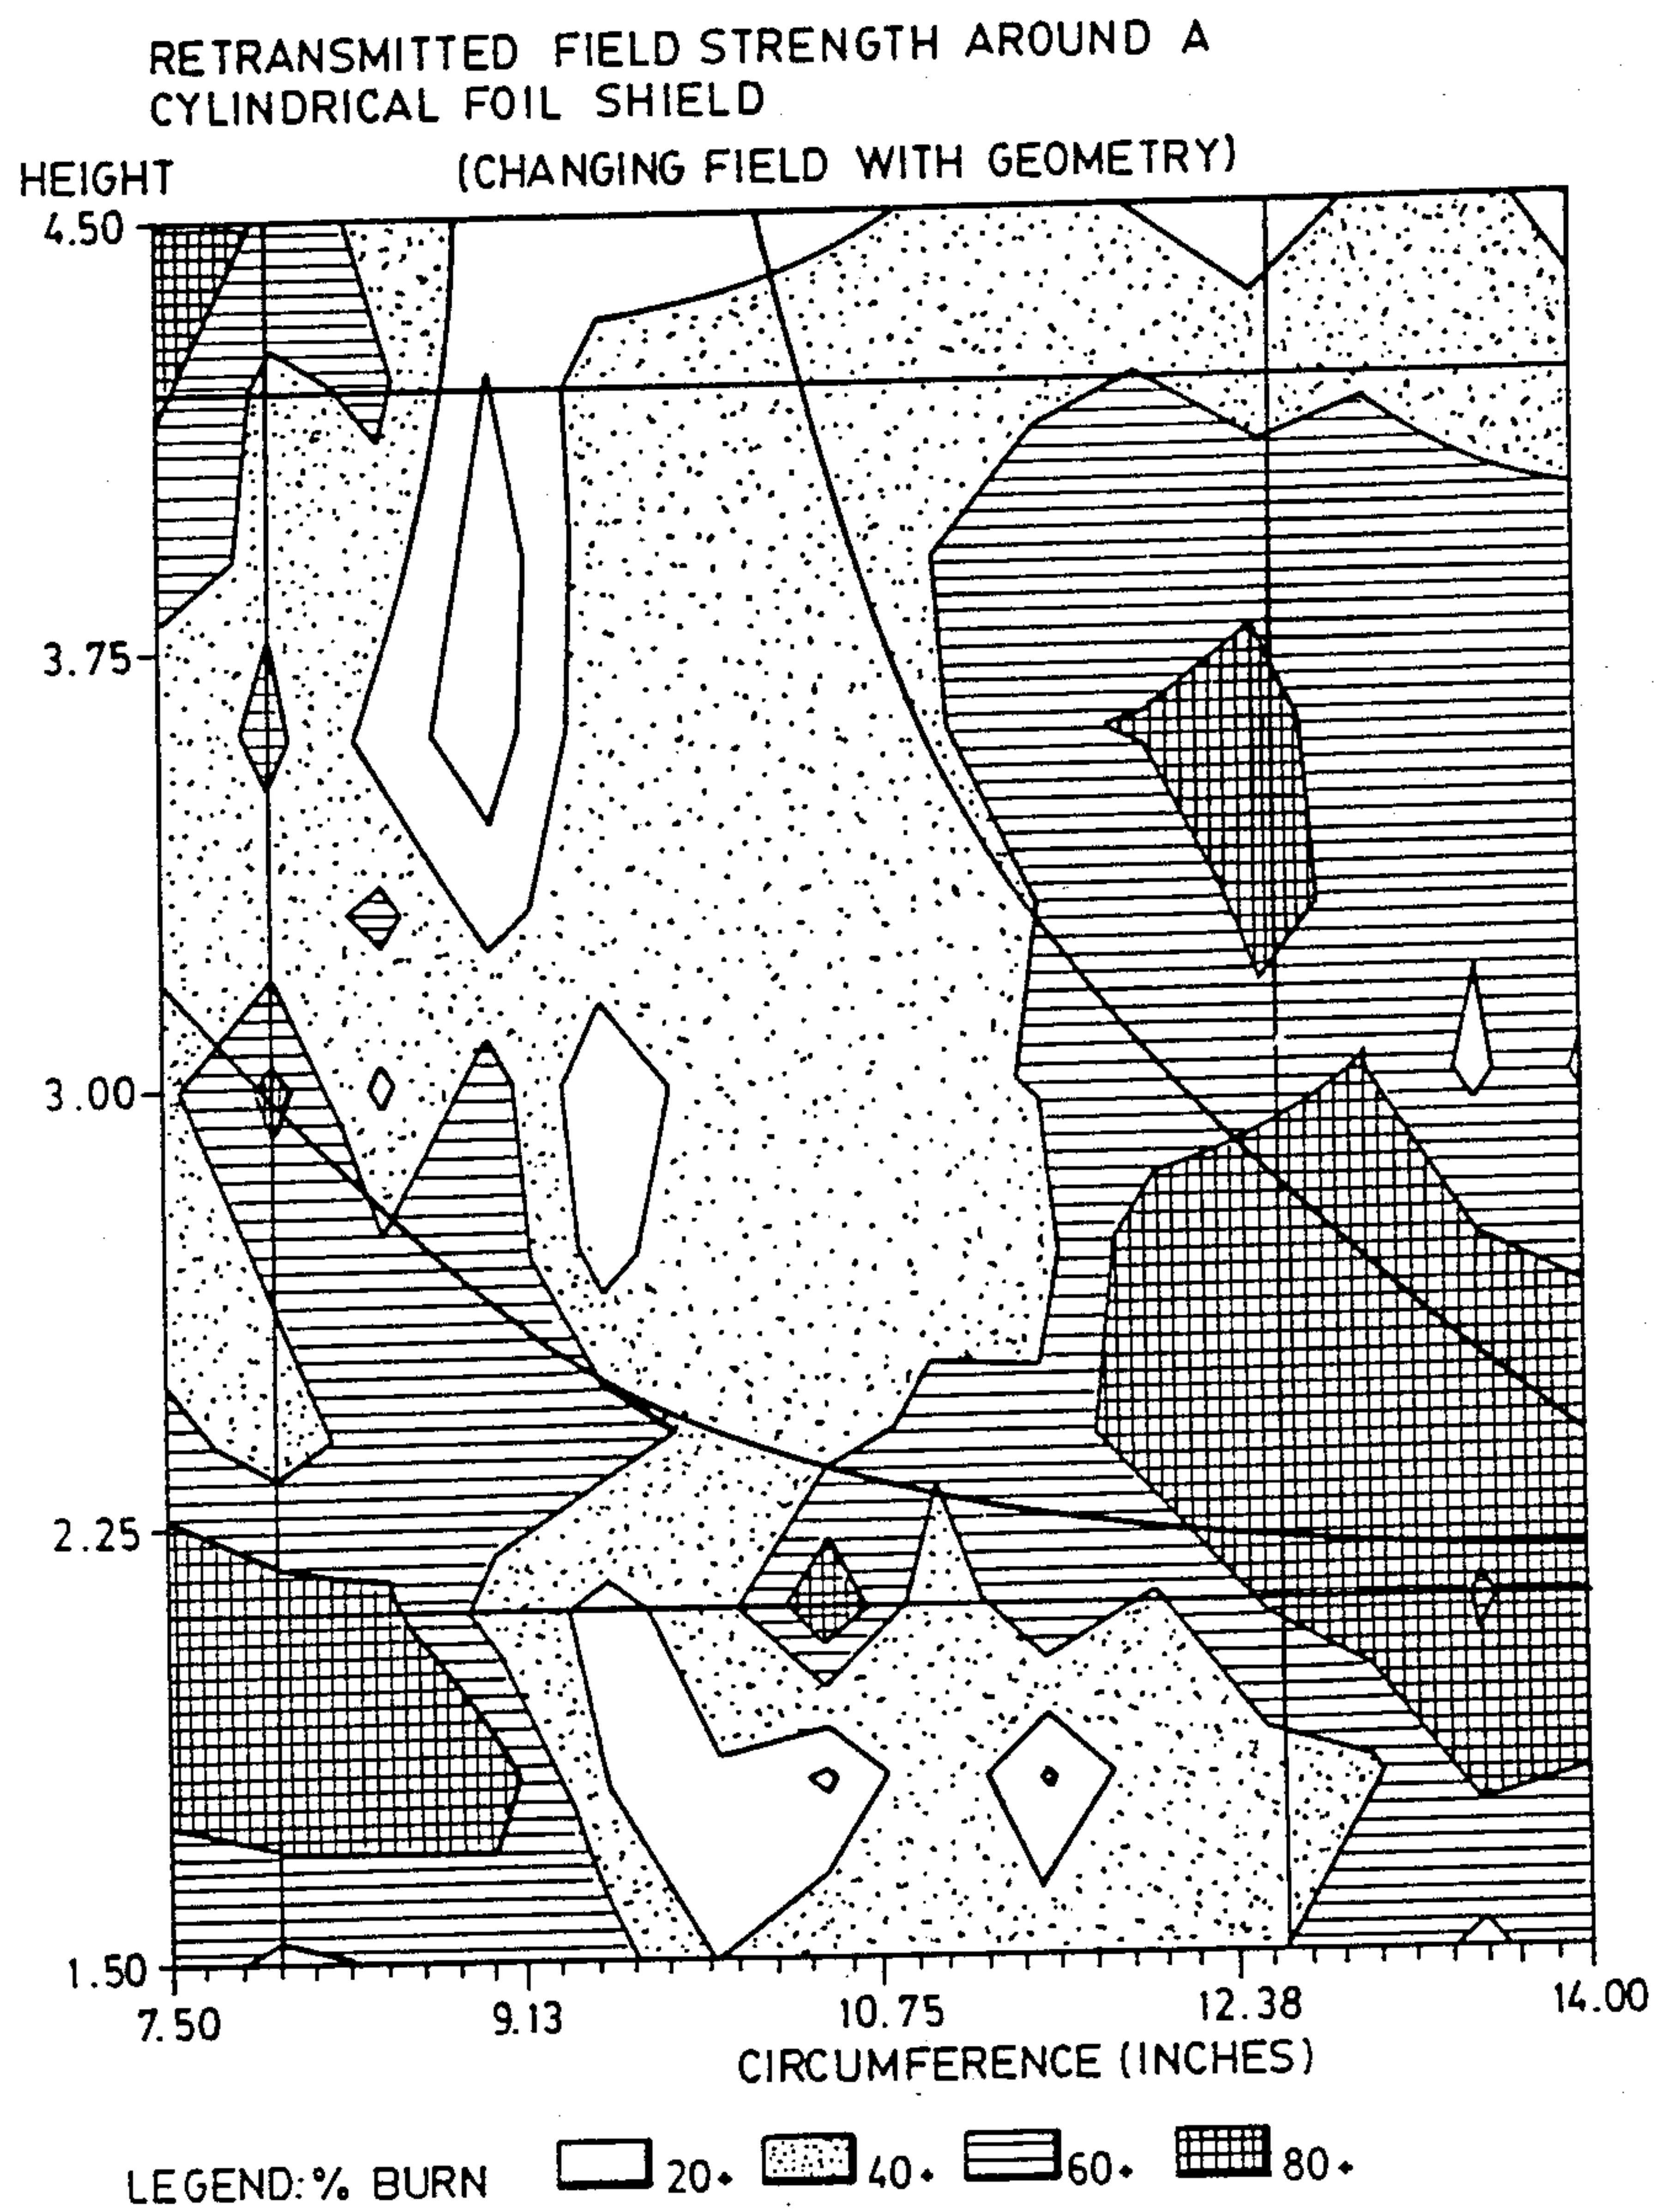 RETRANSMITTED FIELD STRENGTH AROUND A
CYLINDRICAL FOIL SHIELD
(CHANGING FIELD WITH GEOMETRY)
HEIGHT
4.50
3.75
3.00
2.25
1.50
7.50 9.13 10.75 12.38 14.00
CIRCUMFERENCE (INCHES)
LEGEND: % BURN 20+ 40+ 60+ 80+